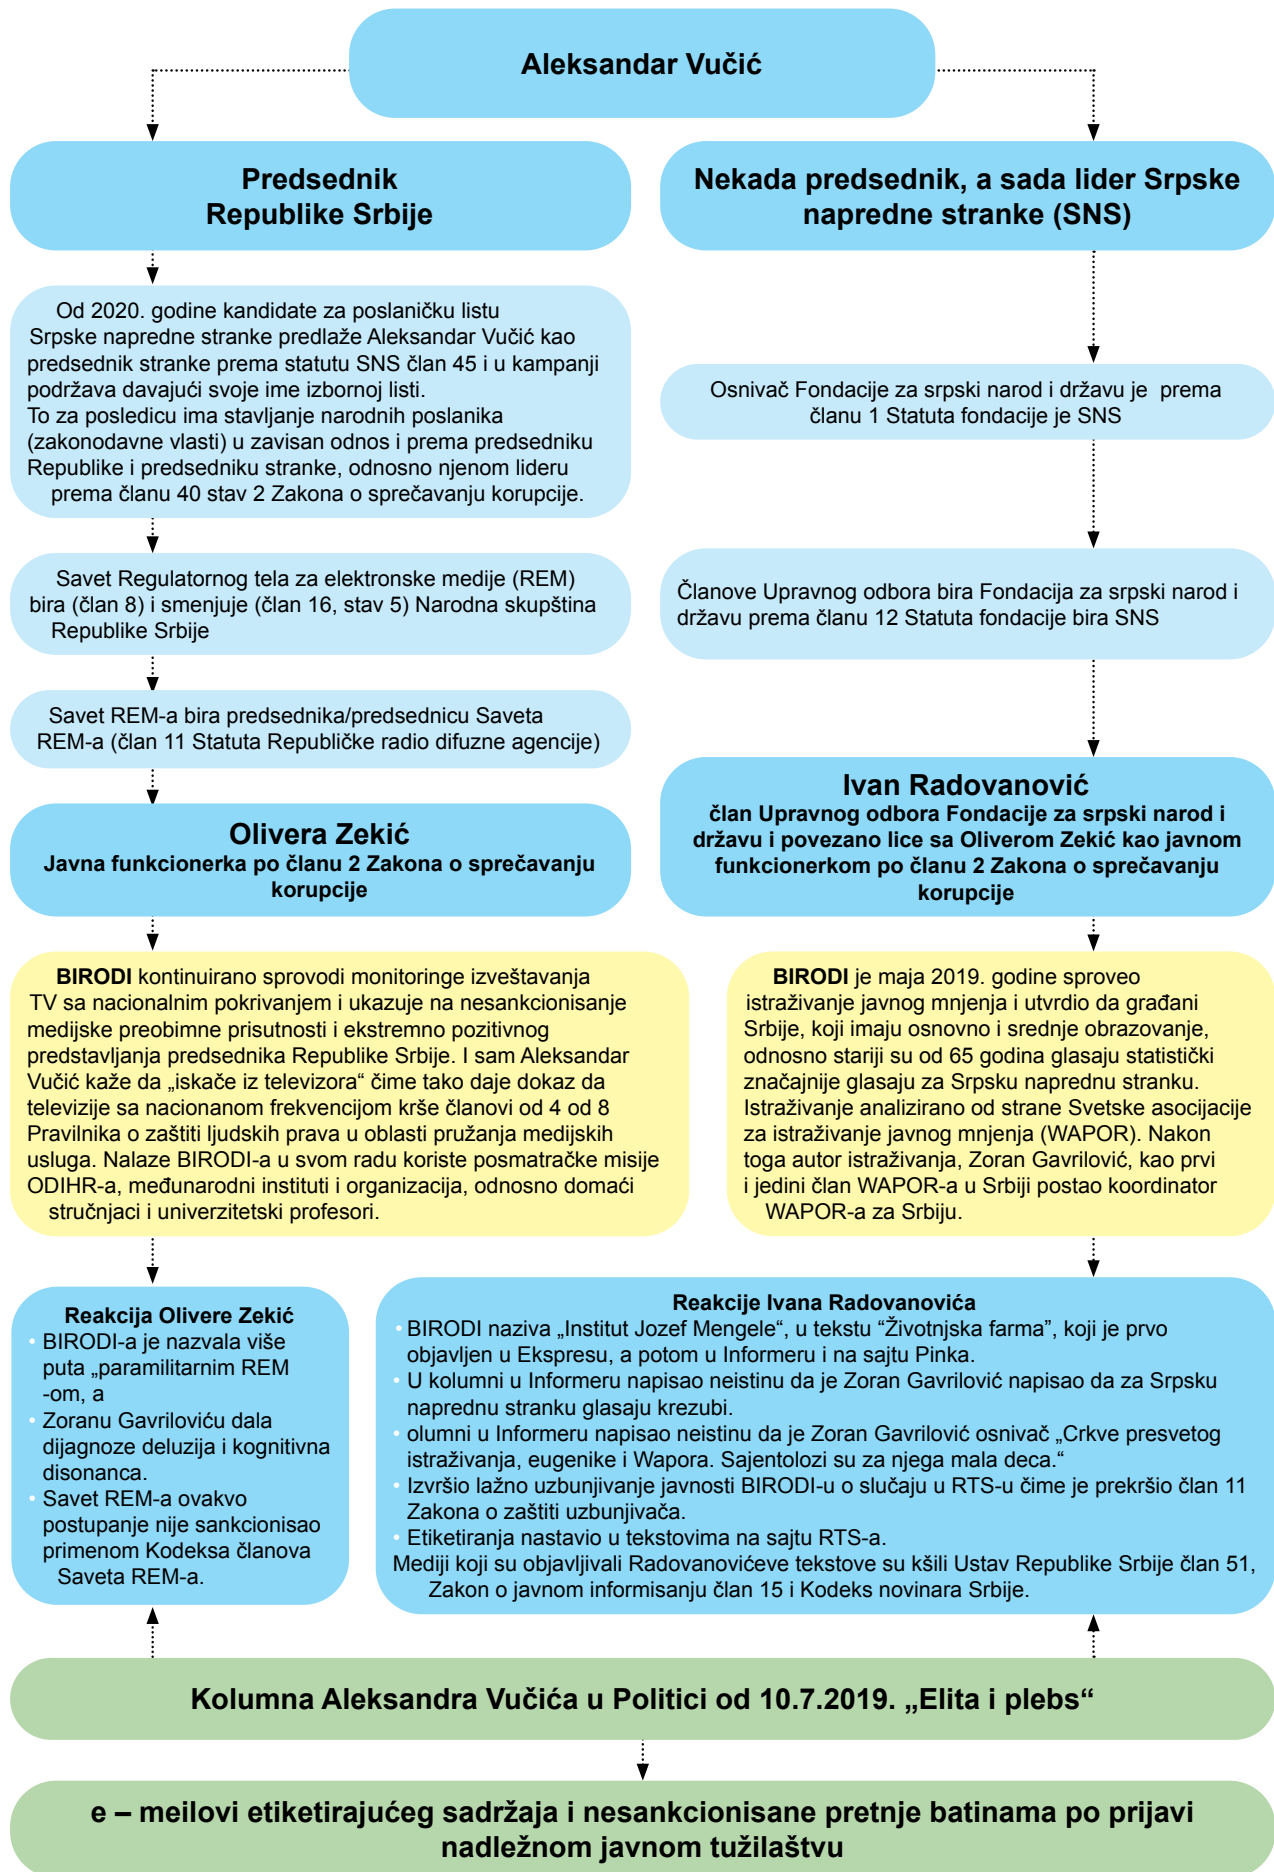 Aleksandar Vučić
Predsednik
Republike Srbije
Od 2020. godine kandidate za poslaničku listu
Srpske napredne stranke predlaže Aleksandar Vučić kao
predsednik stranke prema statutu SNS član 45 i u kampanji
podržava davajući svoje ime izbornoj listi.
To za posledicu ima stavljanje narodnih poslanika
(zakonodavne vlasti) u zavisan odnos i prema predsedniku
Republike i predsedniku stranke, odnosno njenom lideru
prema članu 40 stav 2 Zakona o sprečavanju korupcije.
Savet Regulatornog tela za elektronske medije (REM)
bira (član 8) i smenjuje (član 16, stav 5) Narodna skupština
Republike Srbije
Savet REM-a bira predsednika/predsednicu Saveta
REM-a (član 11 Statuta Republičke radio difuzne agencije)
Olivera Zekić
Javna funkcionerka po članu 2 Zakona o sprečavanju
korupcije
BIRODI kontinuirano sprovodi monitoringe izveštavanja
TV sa nacionalnim pokrivanjem i ukazuje na nesankcionisanje
medijske preobimne prisutnosti i ekstremno pozitivnog
predstavljanja predsednika Republike Srbije. I sam Aleksandar
Vučić kaže da „iskače iz televizora“ čime tako daje dokaz da
televizije sa nacionanom frekvencijom krše članovi od 4 od 8
Pravilnika o zaštiti ljudskih prava u oblasti pružanja medijskih
usluga. Nalaze BIRODI-a u svom radu koriste posmatračke misije
ODIHR-a, međunarodni instituti i organizacija, odnosno domaći
stručnjaci i univerzitetski profesori.
Reakcija Olivere Zekić
• BIRODI-a je nazvala više
puta „paramilitarnim REM
-om, a
• Zoranu Gavriloviću dala
dijagnoze deluzija i kognitivna
disonanca.
• Savet REM-a ovakvo
postupanje nije sankcionisao
primenom Kodeksa članova
Saveta REM-a.
Nekada predsednik, a sada lider Srpske
napredne stranke (SNS)
Osnivač Fondacije za srpski narod i državu je prema
članu 1 Statuta fondacije je SNS
Članove Upravnog odbora bira Fondacija za srpski narod i
državu prema članu 12 Statuta fondacije bira SNS
Ivan Radovanović
član Upravnog odbora Fondacije za srpski narod i
državu i povezano lice sa Oliverom Zekić kao javnom
funkcionerkom po članu 2 Zakona o sprečavanju
korupcije
BIRODI je maja 2019. godine sproveo
istraživanje javnog mnjenja i utvrdio da građani
Srbije, koji imaju osnovno i srednje obrazovanje,
odnosno stariji su od 65 godina glasaju statistički
značajnije glasaju za Srpsku naprednu stranku.
Istraživanje analizirano od strane Svetske asocijacije
za istraživanje javnog mnjenja (WAPOR). Nakon
toga autor istraživanja, Zoran Gavrilović, kao prvi
i jedini član WAPOR-a u Srbiji postao koordinator
WAPOR-a za Srbiju.
Reakcije Ivana Radovanovića
• BIRODI naziva „Institut Jozef Mengele“, u tekstu “Živothjska farma”, koji je prvo
objavljen u Ekspresu, a potom u Informeru i na sajtu Pinka.
• U kolumni u Informeru napisao neistinu da je Zoran Gavrilović napisao da za Srpsku
naprednu stranku glasaju krezubi.
• olumni u Informeru napisao neistinu da je Zoran Gavrilović osnivač „Crkve presvetog
istraživanja, eugenike i Wapora. Sajentolozi su za njega mala deca.“
• Izvršio lažno uzbunjivanje javnosti BIRODI-u o slučaju u RTS-u čime je prekršio član 11
Zakona o zaštiti uzbunjivača.
• Etiketiranja nastavio u tekstovima na sajtu RTS-a.
Mediji koji su objavljivali Radovanovićeve tekstove su kšili Ustav Republike Srbije član 51,
Zakon o javnom informisanju član 15 i Kodeks novinara Srbije.
Kolumna Aleksandra Vučića u Politici od 10.7.2019. „Elita i plebs“
e – meilovi etiketirajućeg sadržaja i nesankcionisane pretnje batinama po prijavi
nadležnom javnom tužilaštvu